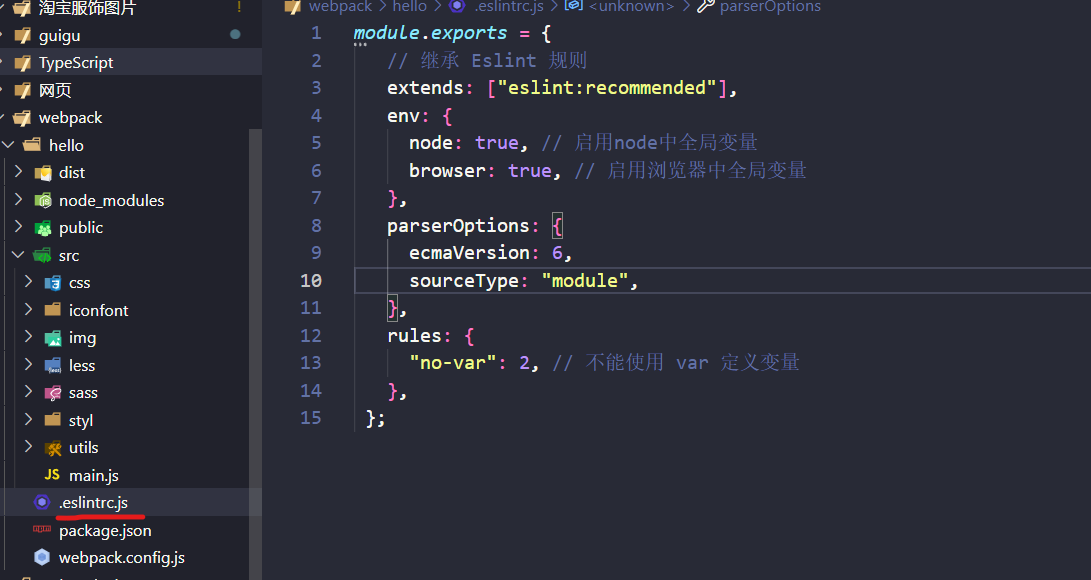 淘宝服饰图片 !
guigu
TypeScript
网页
webpack
hello
dist
node_modules
public
src
css
iconfont
img
less
sass
styl
utils
JS main.js
.eslintrc.js
package.json
webpack.config.js
webpack > hello > .eslintrc.js > <unknown> > parserOptions
1 module.exports = {
2 // 继承 Eslint 规则
3 extends: ["eslint:recommended"],
4 env: {
5 node: true, // 启用node中全局变量
6 browser: true, // 启用浏览器中全局变量
7 },
8 parserOptions: {
9 ecmaVersion: 6,
10 sourceType: "module",
11 },
12 rules: {
13 "no-var": 2, // 不能使用 var 定义变量
14 },
15 };